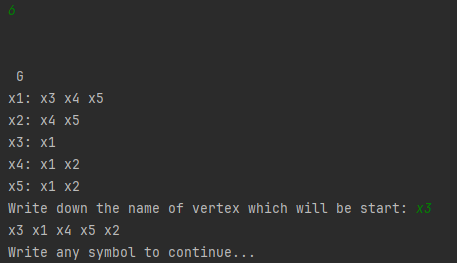 6
G
x1: x3 x4 x5
x2: x4 x5
x3: x1
x4: x1 x2
x5: x1 x2
Write down the name of vertex which will be start: x3
x3 x1 x4 x5 x2
Write any symbol to continue...